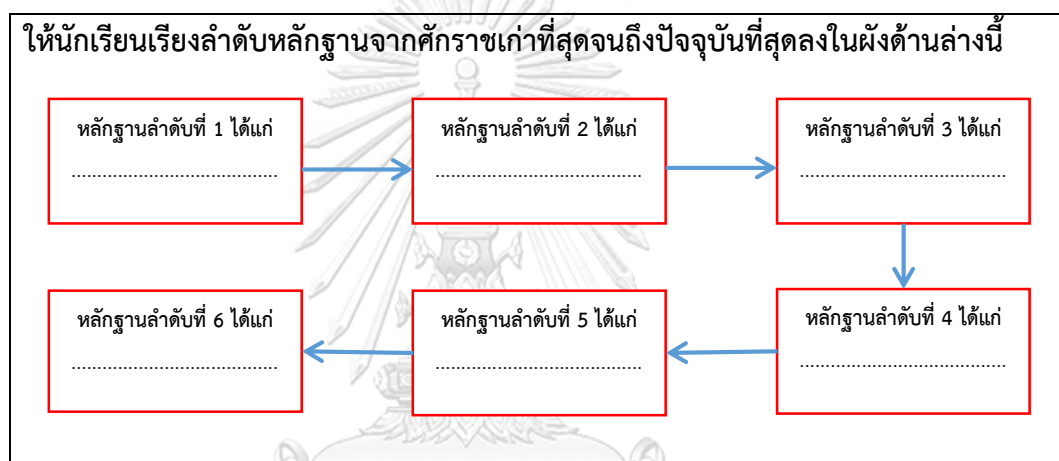 ให้นักเรียนเรียงลำดับหลักฐานจากศักราชเก่าที่สุดจนถึงปัจจุบันที่สุดลงในผังด้านล่างนี้
หลักฐานลำดับที่ 1 ได้แก่
........................................
หลักฐานลำดับที่ 2 ได้แก่
........................................
หลักฐานลำดับที่ 3 ได้แก่
........................................
หลักฐานลำดับที่ 4 ได้แก่
........................................
หลักฐานลำดับที่ 5 ได้แก่
........................................
หลักฐานลำดับที่ 6 ได้แก่
........................................